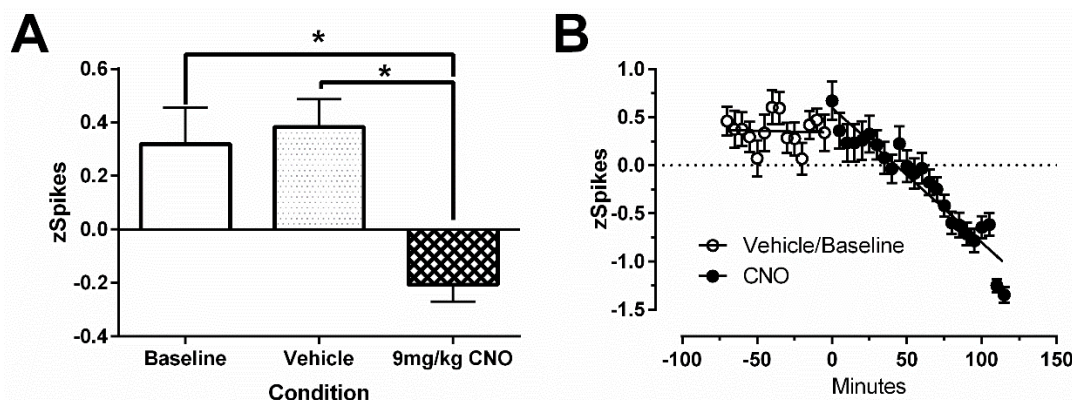 A
*
*
0.6
0.4
0.2
0.0
-0.2
-0.4
zSpikes
Baseline Vehicle 9mg/kg CNO
Condition
B
1.0
0.5
0.0
-0.5
-1.0
-1.5
zSpikes
Vehicle/Baseline
CNO
-100 -50 0 50 100 150
Minutes